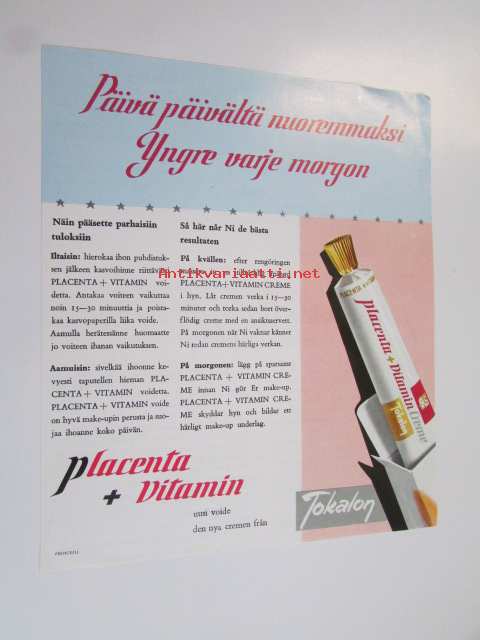 Päivä päivältä nuoremmaksi
Yngre varje morgon
Näin pääsette parhaisiin
tuloksiin
Iltaisin: hierokaa ihon puhdistuk-
sen jälkeen kasvoihinne riittäväs
PLACENTA + VITAMIN voi-
detta. Antakaa voiteen vaikuttaa
noin 15—30 minuuttia ja poista-
kaa kasvopaperilla liika voide.
Aamulla herätessänne huomaatte
jo voiteen ihanan vaikutuksen.
Aamuisin: sivelkää ihoonne ke-
vyesti taputellen hieman PLA-
CENTA + VITAMIN voidetta.
PLACENTA + VITAMIN voide
on hyvä make-upin perusta ja suo-
jaa ihoanne koko päivän.
Så här når Ni de bästa
resultaten
På kvällen: efter rengöringen
PLACENTA + VITAMIN CREME
i hyn. Låt cremen verka i 15—30
minuter och torka sedan bort över-
flödig creme med en ansiktsservett.
På morgonen när Ni vaknar känner
Ni redan cremens härliga verkan.
På morgonen: lägg på sparsamt
PLACENTA + VITAMIN CRE-
ME innan Ni gör Er make-up.
PLACENTA + VITAMIN CRE-
ME skyddar hyn och bildar ett
härligt make-up underlag.
Antikvariaatti.net
placenta + Vitamin Creme
Tokalon
placenta
+ Vitamin
uusi voide
den nya cremen från
Tokalon